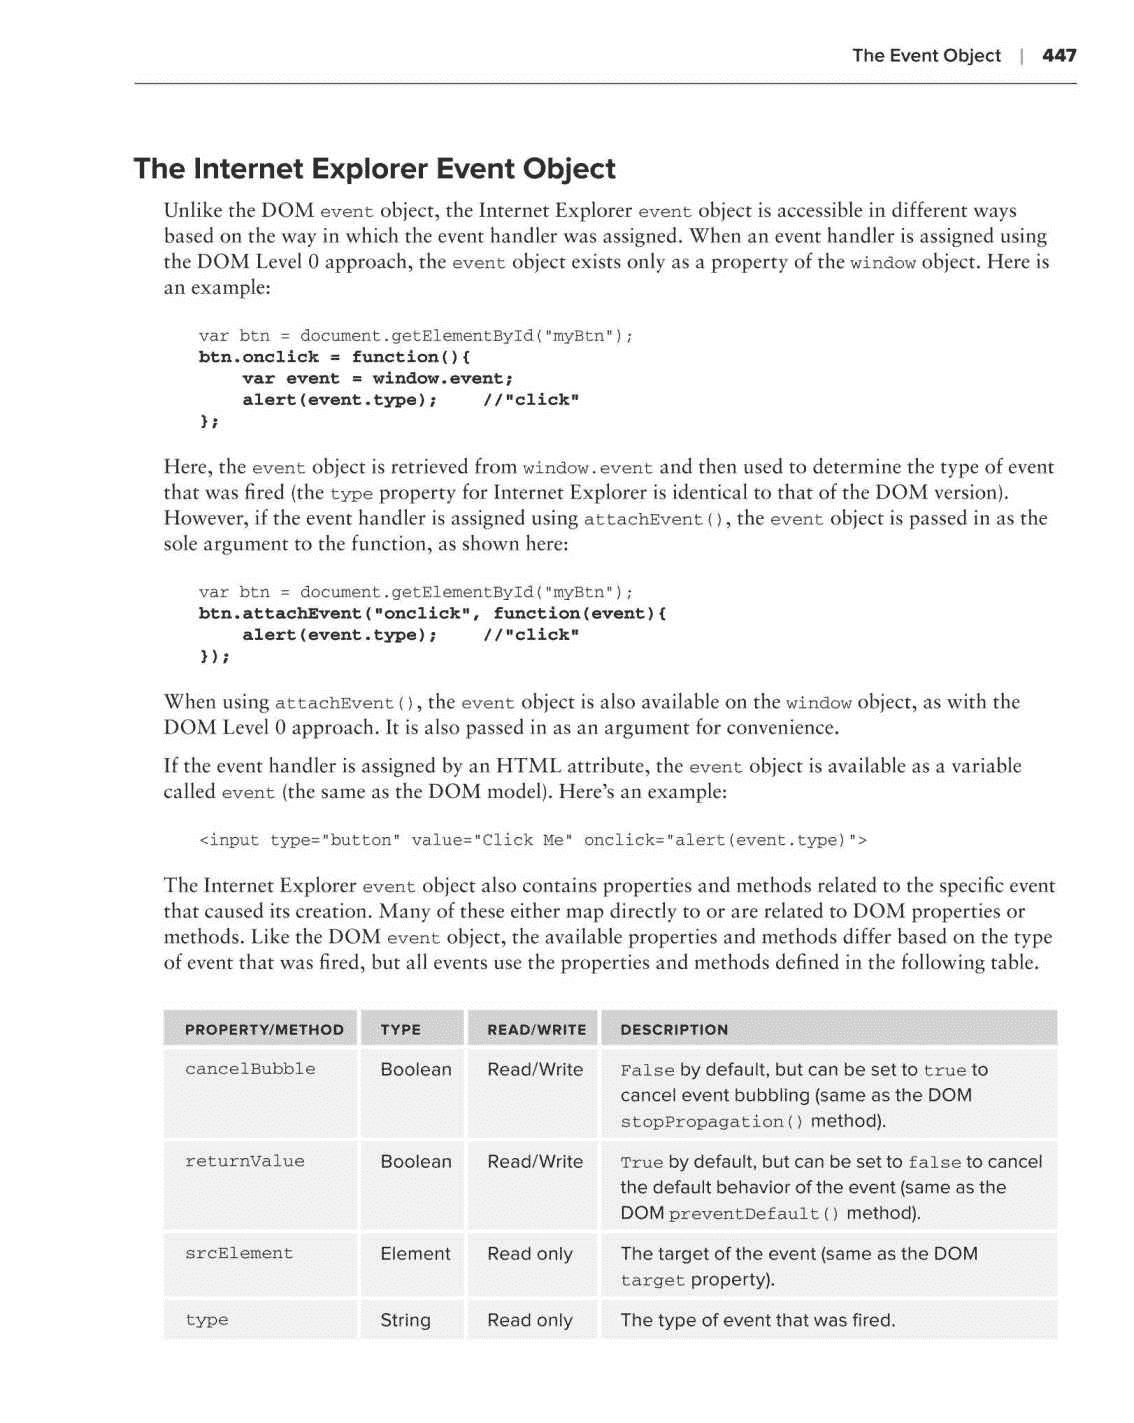 The Event Object | 447
The Internet Explorer Event Object
Unlike the DOM event object, the Internet Explorer event object is accessible in different ways
based on the way in which the event handler was assigned. When an event handler is assigned using
the DOM Level 0 approach, the event object exists only as a property of the window object. Here is
an example:
var btn = document.getElementById("myBtn");
btn.onclick = function(){
    var event = window.event;
    alert(event.type);    //"click"
};
Here, the event object is retrieved from window.event and then used to determine the type of event
that was fired (the type property for Internet Explorer is identical to that of the DOM version).
However, if the event handler is assigned using attachEvent(), the event object is passed in as the
sole argument to the function, as shown here:
var btn = document.getElementById("myBtn");
btn.attachEvent("onclick", function(event){
    alert(event.type);    //"click"
});
When using attachEvent(), the event object is also available on the window object, as with the
DOM Level 0 approach. It is also passed in as an argument for convenience.
If the event handler is assigned by an HTML attribute, the event object is available as a variable
called event (the same as the DOM model). Here's an example:
<input type="button" value="Click Me" onclick="alert(event.type)">
The Internet Explorer event object also contains properties and methods related to the specific event
that caused its creation. Many of these either map directly to or are related to DOM properties or
methods. Like the DOM event object, the available properties and methods differ based on the type
of event that was fired, but all events use the properties and methods defined in the following table.
PROPERTY/METHOD TYPE READ/WRITE DESCRIPTION
cancelBubble Boolean Read/Write False by default, but can be set to true to
cancel event bubbling (same as the DOM
stopPropagation() method).
returnValue Boolean Read/Write True by default, but can be set to false to cancel
the default behavior of the event (same as the
DOM preventDefault() method).
srcElement Element Read only The target of the event (same as the DOM
target property).
type String Read only The type of event that was fired.